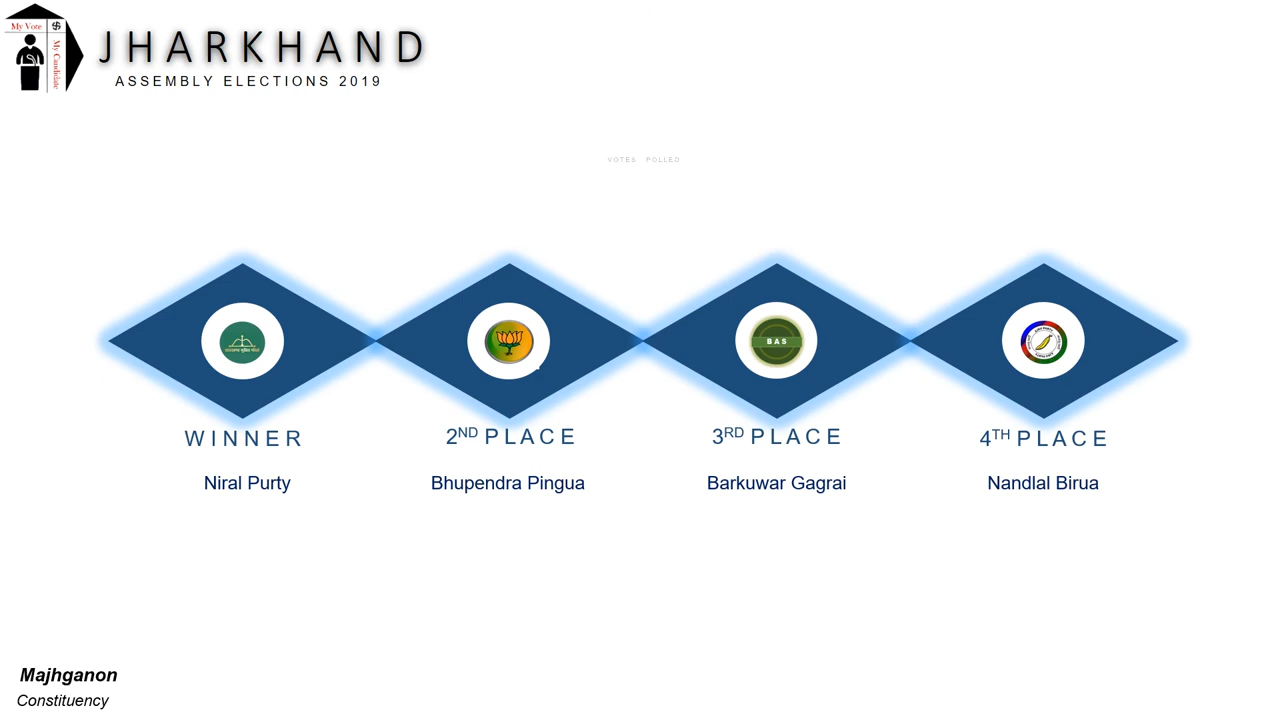 My Vote
My Candidate
JHARKHAND
ASSEMBLY ELECTIONS 2019
VOTES POLLED
BAS
WINNER
2ND PLACE
3RD PLACE
4TH PLACE
Niral Purty
Bhupendra Pingua
Barkuwar Gagrai
Nandlal Birua
Majhganon
Constituency